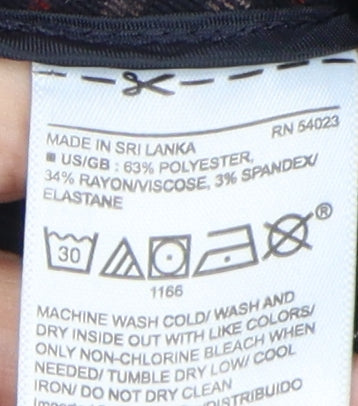 RN 54023
MADE IN SRI LANKA
■ US/GB : 63% POLYESTER,
34% RAYON/VISCOSE, 3% SPANDEX/
ELASTANE
30
®
1166
MACHINE WASH COLD/ WASH AND
DRY INSIDE OUT WITH LIKE COLORS/
ONLY NON-CHLORINE BLEACH WHEN
NEEDED/ TUMBLE DRY LOW/ COOL
IRON/ DO NOT DRY CLEAN